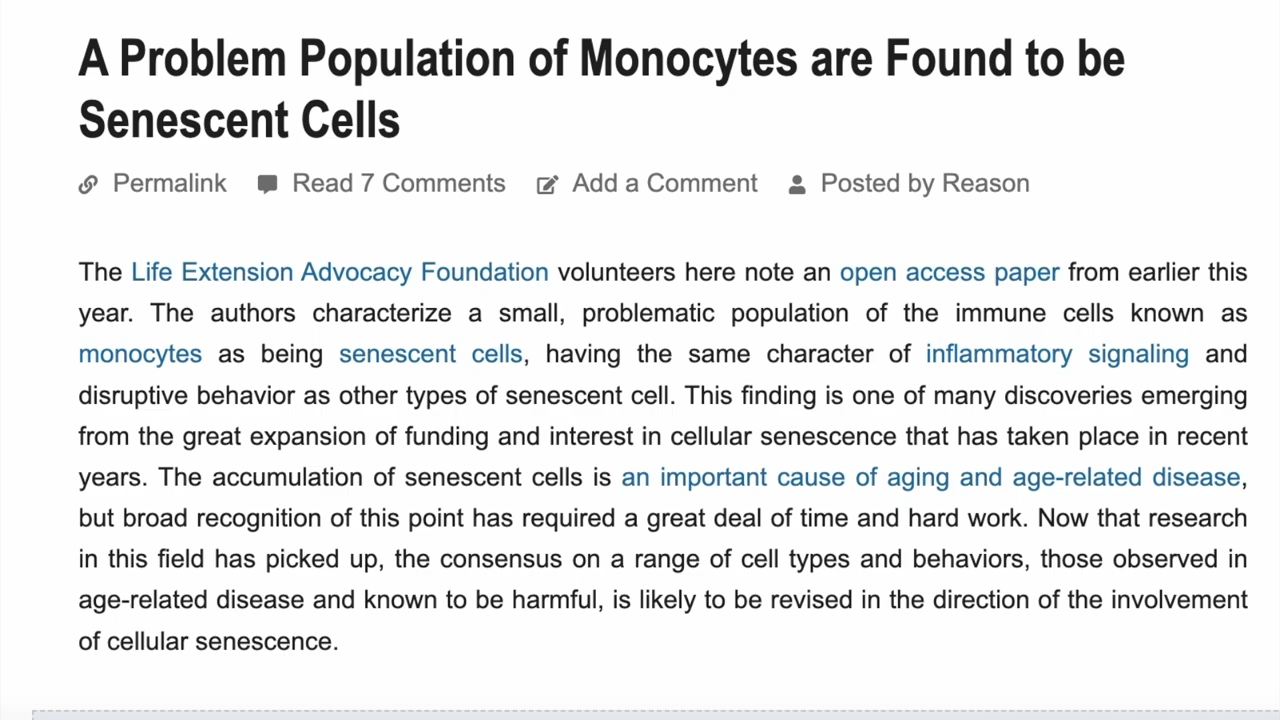 A Problem Population of Monocytes are Found to be
Senescent Cells
Permalink Read 7 Comments Add a Comment Posted by Reason
The Life Extension Advocacy Foundation volunteers here note an open access paper from earlier this
year. The authors characterize a small, problematic population of the immune cells known as
monocytes as being senescent cells, having the same character of inflammatory signaling and
disruptive behavior as other types of senescent cell. This finding is one of many discoveries emerging
from the great expansion of funding and interest in cellular senescence that has taken place in recent
years. The accumulation of senescent cells is an important cause of aging and age-related disease,
but broad recognition of this point has required a great deal of time and hard work. Now that research
in this field has picked up, the consensus on a range of cell types and behaviors, those observed in
age-related disease and known to be harmful, is likely to be revised in the direction of the involvement
of cellular senescence.